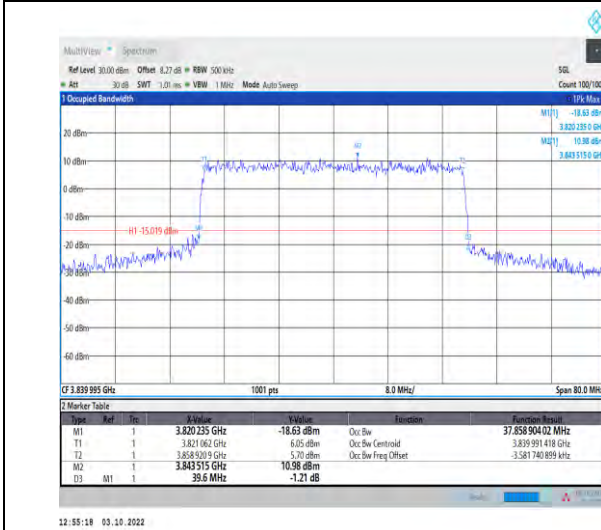 MultiView Spectrum
Ref Level 30.00 dBm Offset 8.27 dB RBW 500 kHz SGL
Att 30 dB SWT 1.01 ms VBW 1 MHz Mode Auto Sweep Count 100/100
1 Occupied Bandwidth 1Pk Max
M1[1] -18.63 dBm
3.820 235 0 GHz
M2[1] 10.98 dBm
3.843 515 0 GHz
20 dBm
10 dBm
0 dBm
-10 dBm
H1 -15.019 dBm
-20 dBm
-30 dBm
-40 dBm
-50 dBm
-60 dBm
CF 3.839 995 GHz 1001 pts 8.0 MHz/ Span 80.0 MHz
2 Marker Table
Type Ref Trc X-Value Y-Value Function Function Result
M1 1 3.820 235 GHz -18.63 dBm Occ Bw 37.858 904 02 MHz
T1 1 3.821 062 GHz 6.05 dBm Occ Bw Centroid 3.839 991 418 GHz
T2 1 3.858 920 9 GHz 5.70 dBm Occ Bw Freq Offset -3.581 740 899 kHz
M2 1 3.843 515 GHz 10.98 dBm
D3 M1 1 39.6 MHz -1.21 dB
12:55:18 03.10.2022